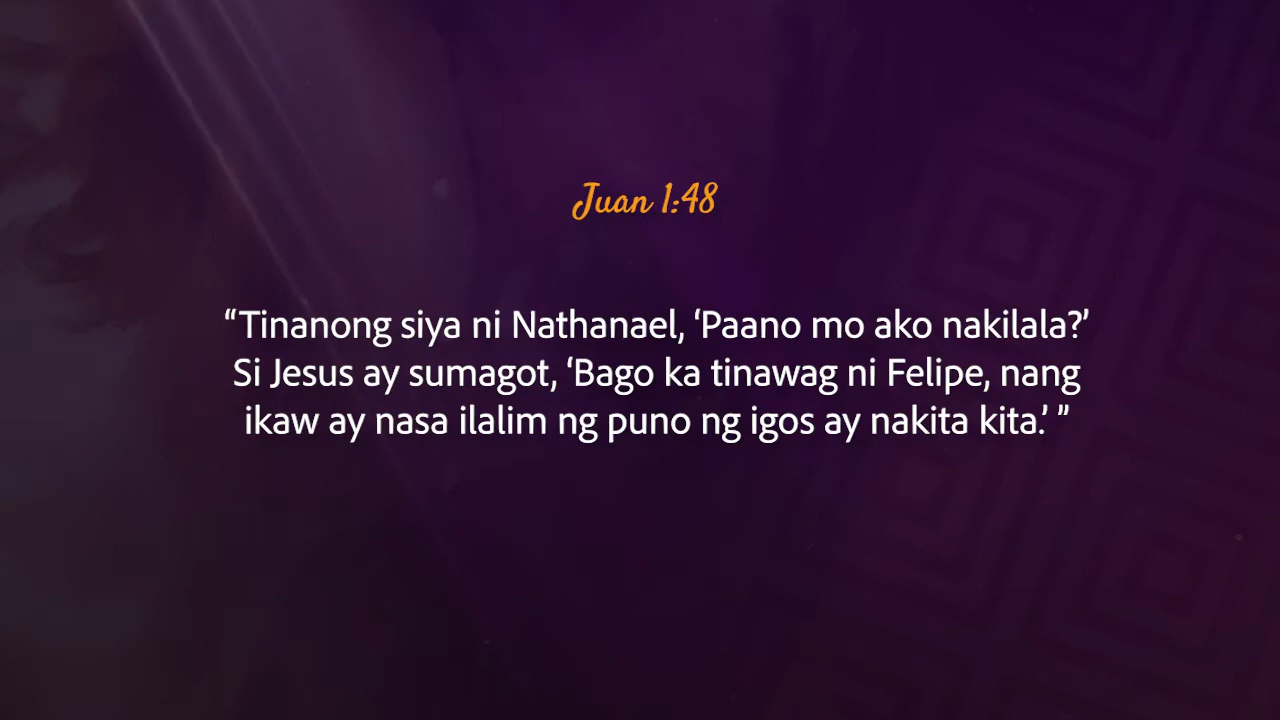 Juan 1:48
“Tinanong siya ni Nathanael, ‘Paano mo ako nakilala?’
Si Jesus ay sumagot, ‘Bago ka tinawag ni Felipe, nang
ikaw ay nasa ilalim ng puno ng igos ay nakita kita.’ ”